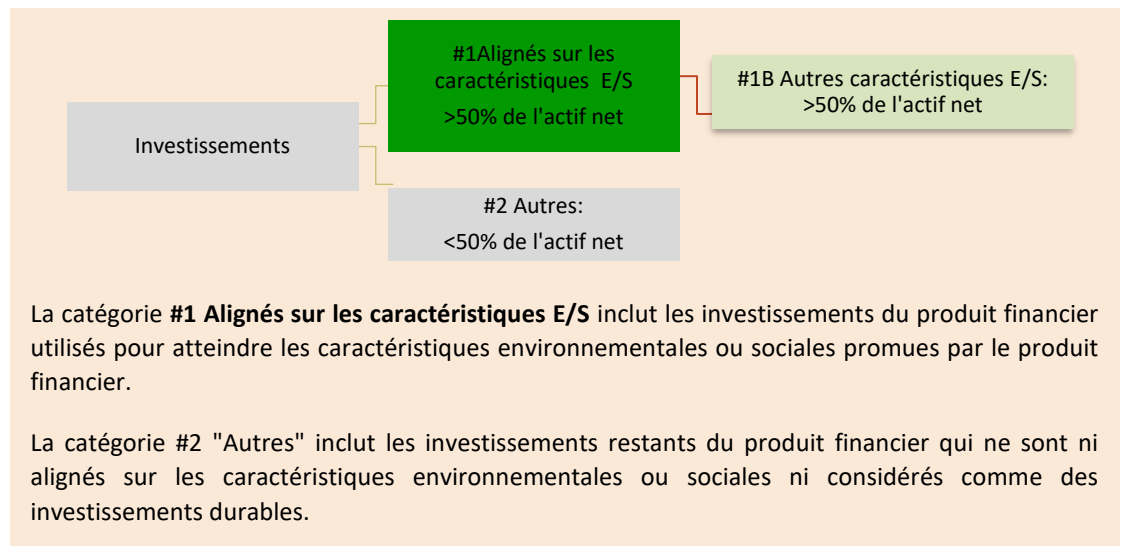 #1Alignés sur les
caractéristiques E/S
>50% de l'actif net
#1B Autres caractéristiques E/S:
>50% de l'actif net
Investissements
#2 Autres:
<50% de l'actif net
La catégorie #1 Alignés sur les caractéristiques E/S inclut les investissements du produit financier
utilisés pour atteindre les caractéristiques environnementales ou sociales promues par le produit
financier.
La catégorie #2 "Autres" inclut les investissements restants du produit financier qui ne sont ni
alignés sur les caractéristiques environnementales ou sociales ni considérés comme des
investissements durables.